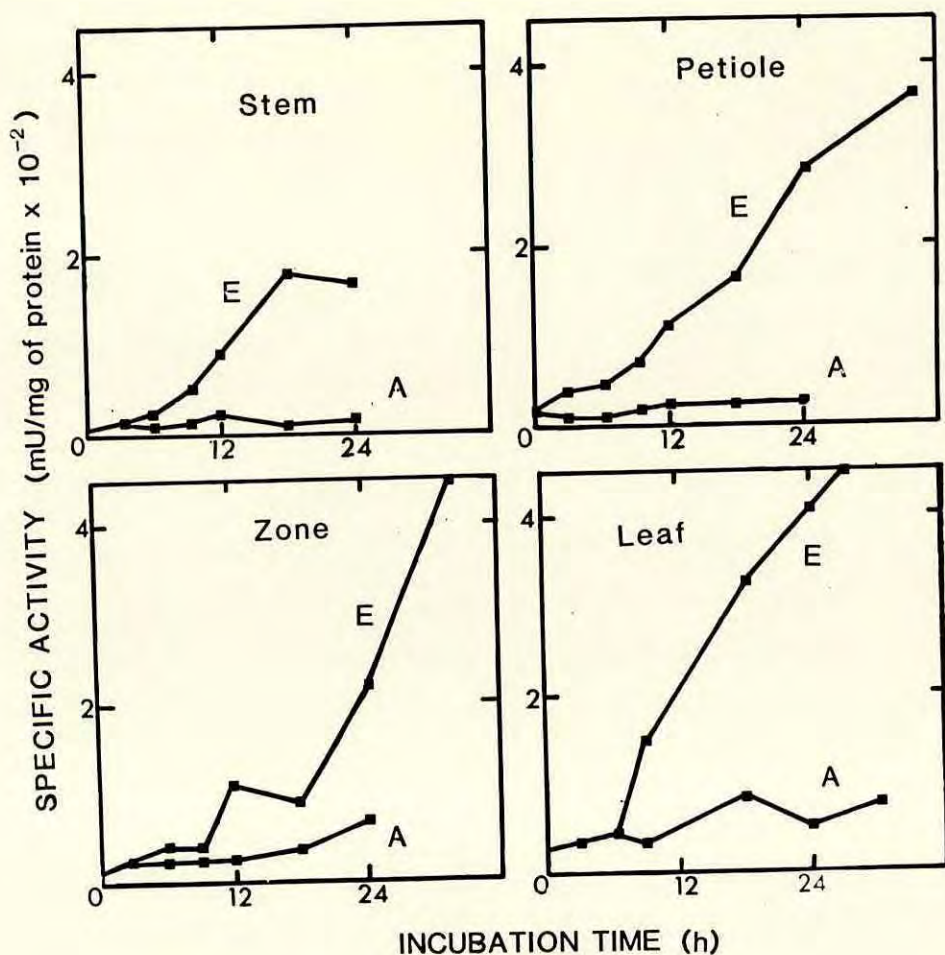 SPECIFIC ACTIVITY (mU/mg of protein x 10⁻²)
Stem
4
2
E
A
0
12
24
Petiole
4
2
E
A
0
12
24
Zone
4
2
E
A
0
12
24
Leaf
4
2
E
A
0
12
24
INCUBATION TIME (h)